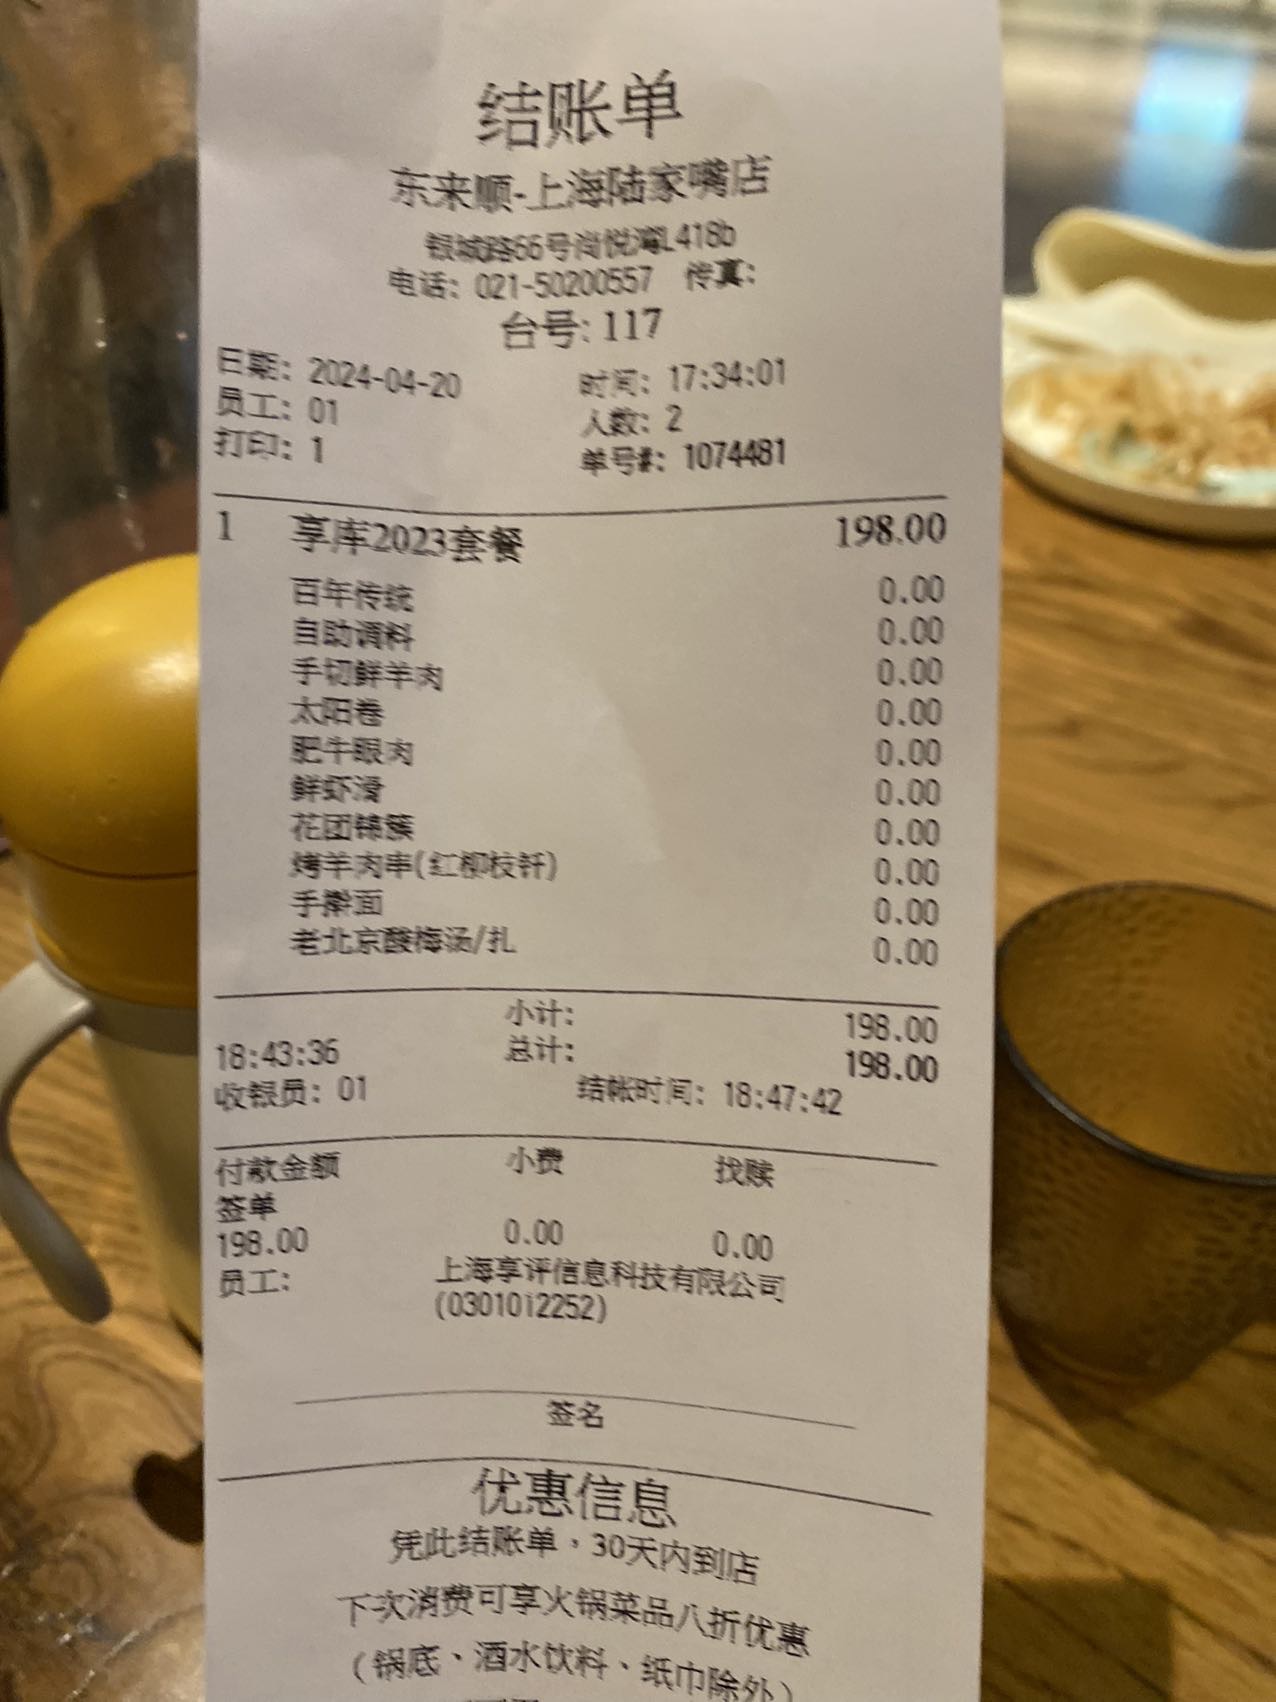 结账单
东来顺-上海陆家嘴店
银城路66号尚悦湾L418b
电话: 021-50200557 传真:
台号: 117
日期: 2024-04-20 时间: 17:34:01
员工: 01 人数: 2
打印: 1 单号#: 1074481
1 享库2023套餐 198.00
百年传统 0.00
自助调料 0.00
手切鲜羊肉 0.00
太阳卷 0.00
肥牛眼肉 0.00
鲜虾滑 0.00
花团锦簇 0.00
烤羊肉串(红柳枝钎) 0.00
手擀面 0.00
老北京酸梅汤/扎 0.00
小计: 198.00
18:43:36 总计: 198.00
收银员: 01 结帐时间: 18:47:42
付款金额 小费 找赎
签单
198.00 0.00 0.00
员工: 上海享评信息科技有限公司
(03010i2252)
签名
优惠信息
凭此结账单，30天内到店
下次消费可享火锅菜品八折优惠
（锅底、酒水饮料、纸巾除外）